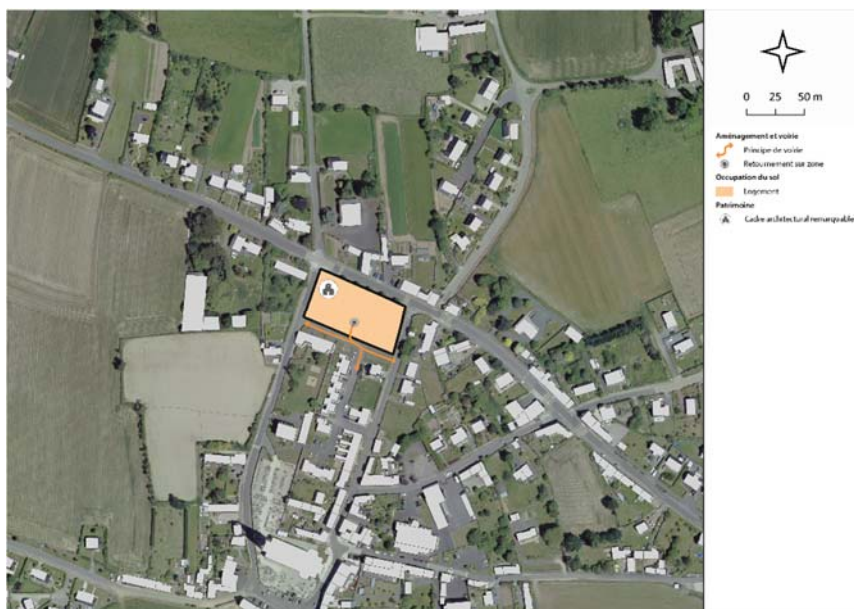 0 25 50 m
Aménagement et voirie
Principe de voirie
Retournement sur zone
Occupation du sol
Logement
Patrimoine
Cadre architectural remarquable